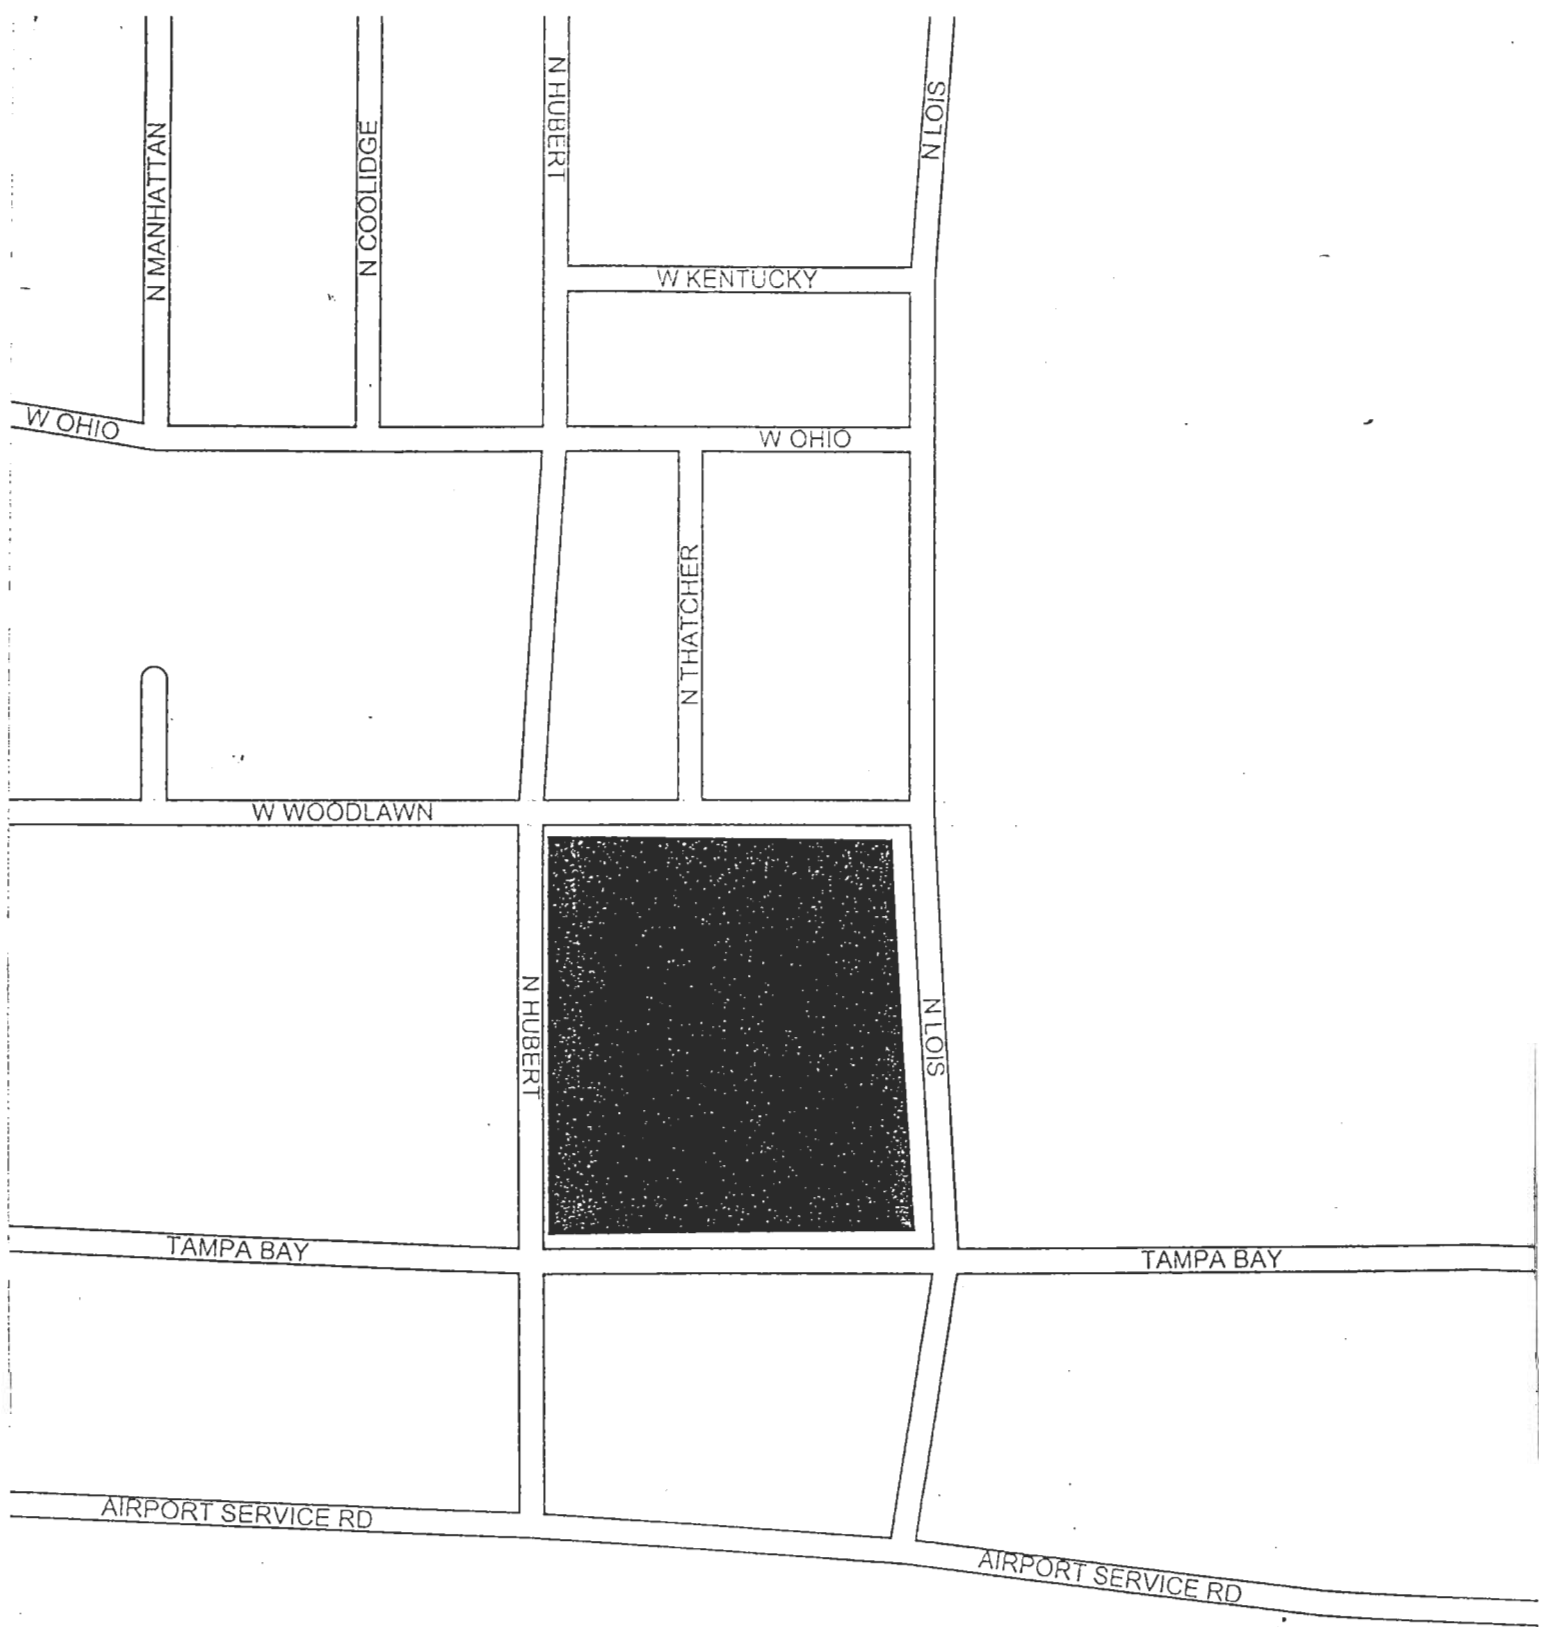 N HUBERT
N LOIS
N MANHATTAN
N COOLIDGE
W KENTUCKY
W OHIO
W OHIO
N THATCHER
W WOODLAWN
N HUBERT
N LOIS
TAMPA BAY
TAMPA BAY
AIRPORT SERVICE RD
AIRPORT SERVICE RD